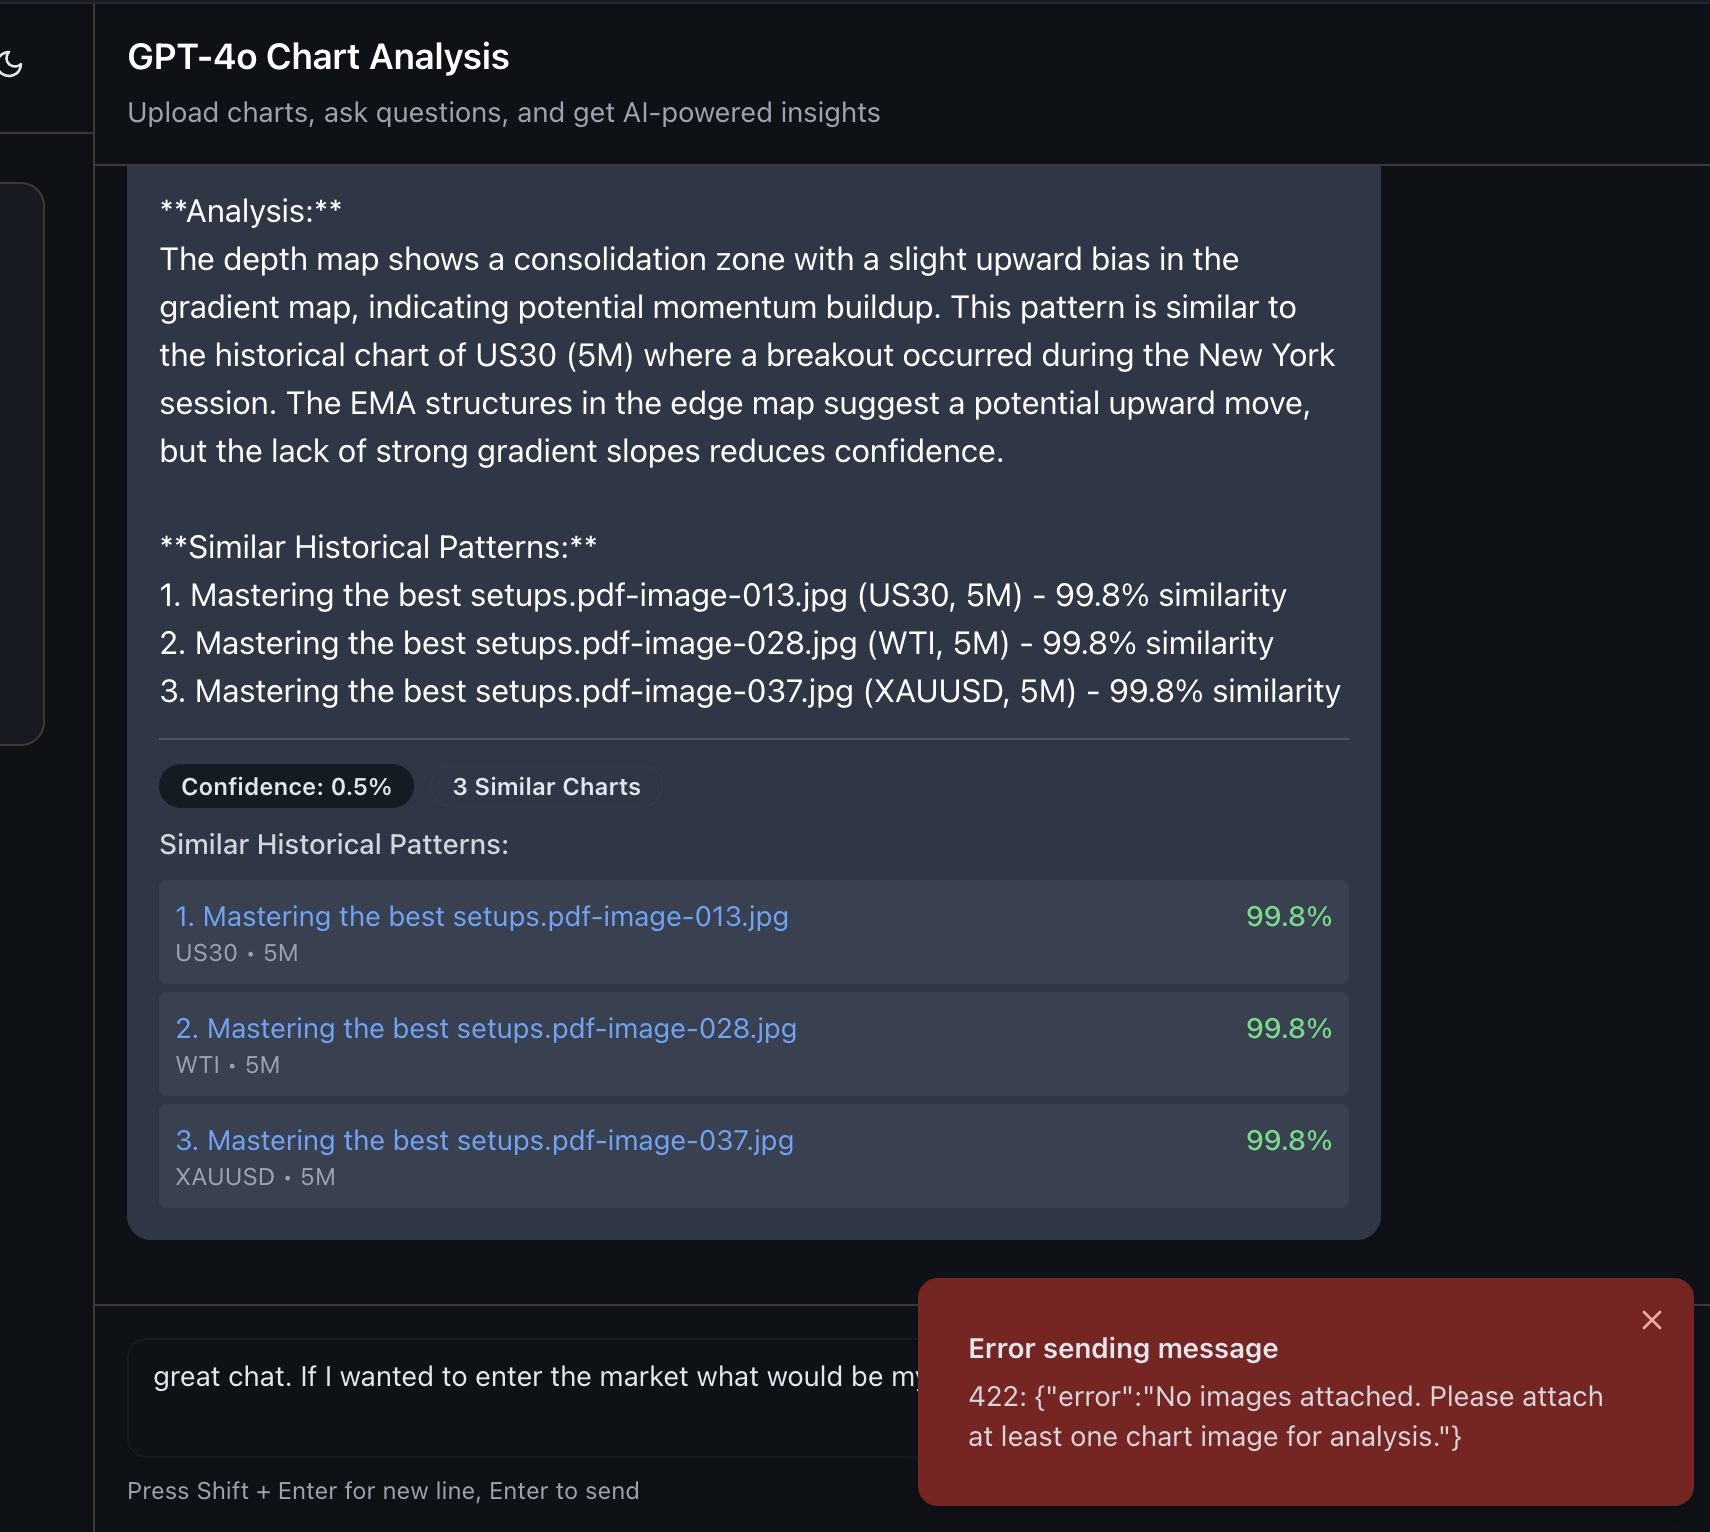 GPT-4o Chart Analysis
Upload charts, ask questions, and get AI-powered insights
**Analysis:**
The depth map shows a consolidation zone with a slight upward bias in the
gradient map, indicating potential momentum buildup. This pattern is similar to
the historical chart of US30 (5M) where a breakout occurred during the New York
session. The EMA structures in the edge map suggest a potential upward move,
but the lack of strong gradient slopes reduces confidence.
**Similar Historical Patterns:**
1. Mastering the best setups.pdf-image-013.jpg (US30, 5M) - 99.8% similarity
2. Mastering the best setups.pdf-image-028.jpg (WTI, 5M) - 99.8% similarity
3. Mastering the best setups.pdf-image-037.jpg (XAUUSD, 5M) - 99.8% similarity
Confidence: 0.5% 3 Similar Charts
Similar Historical Patterns:
1. Mastering the best setups.pdf-image-013.jpg 99.8%
US30 • 5M
2. Mastering the best setups.pdf-image-028.jpg 99.8%
WTI • 5M
3. Mastering the best setups.pdf-image-037.jpg 99.8%
XAUUSD • 5M
great chat. If I wanted to enter the market what would be my
Press Shift + Enter for new line, Enter to send
Error sending message
422: {"error":"No images attached. Please attach
at least one chart image for analysis."}